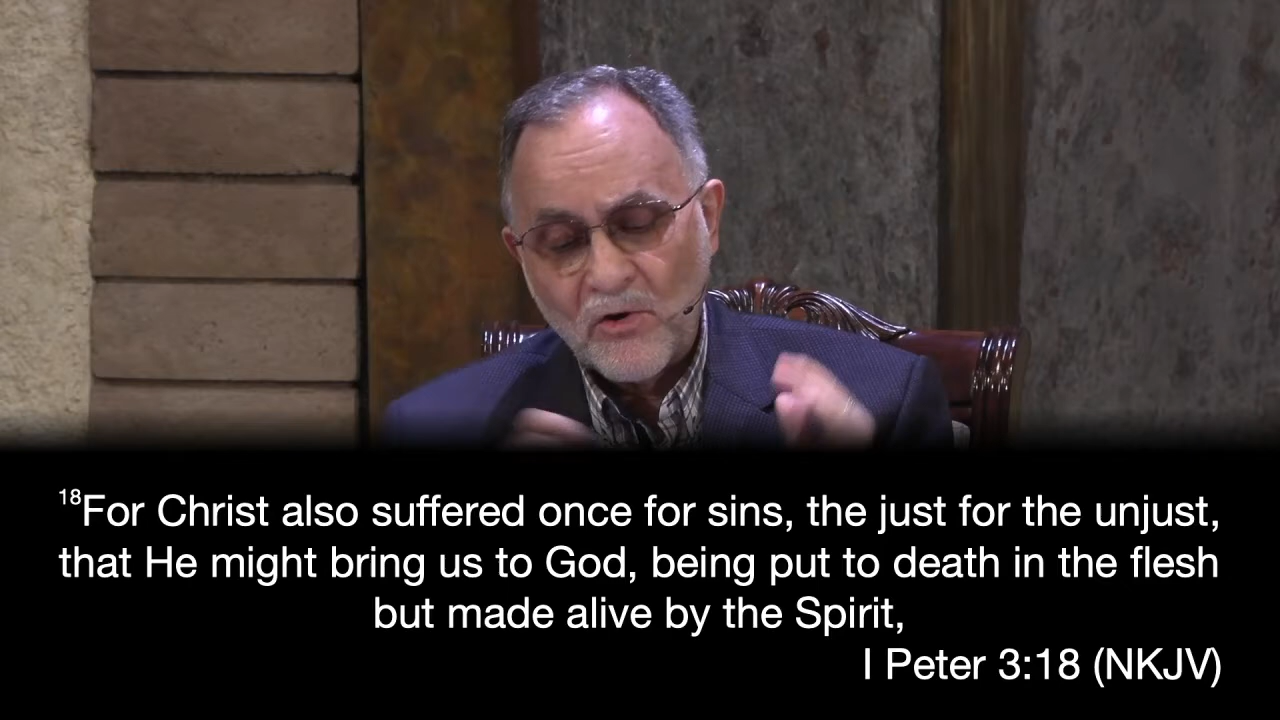 ¹⁸For Christ also suffered once for sins, the just for the unjust,
that He might bring us to God, being put to death in the flesh
but made alive by the Spirit,
I Peter 3:18 (NKJV)